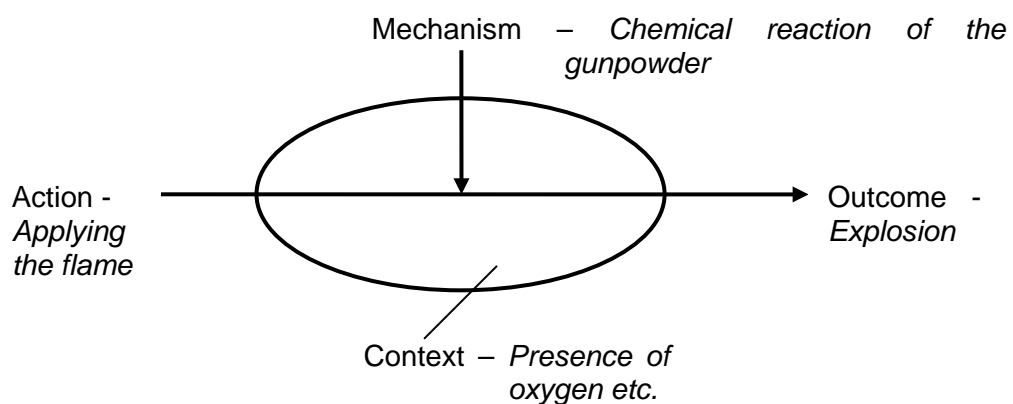 Mechanism – Chemical reaction of the
gunpowder
Action -
Applying
the flame
Outcome -
Explosion
Context – Presence of
oxygen etc.